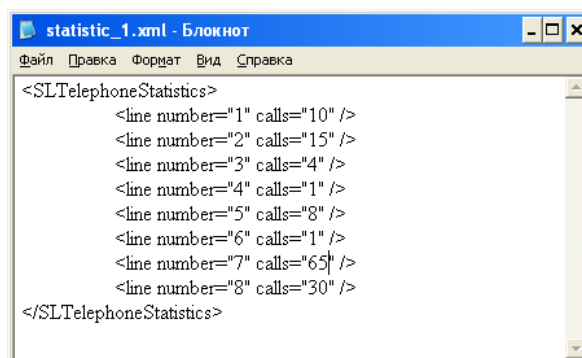 statistic_1.xml - Блокнот
Файл Правка Формат Вид Справка
<SLTelephoneStatistics>
<line number="1" calls="10" />
<line number="2" calls="15" />
<line number="3" calls="4" />
<line number="4" calls="1" />
<line number="5" calls="8" />
<line number="6" calls="1" />
<line number="7" calls="65" />
<line number="8" calls="30" />
</SLTelephoneStatistics>